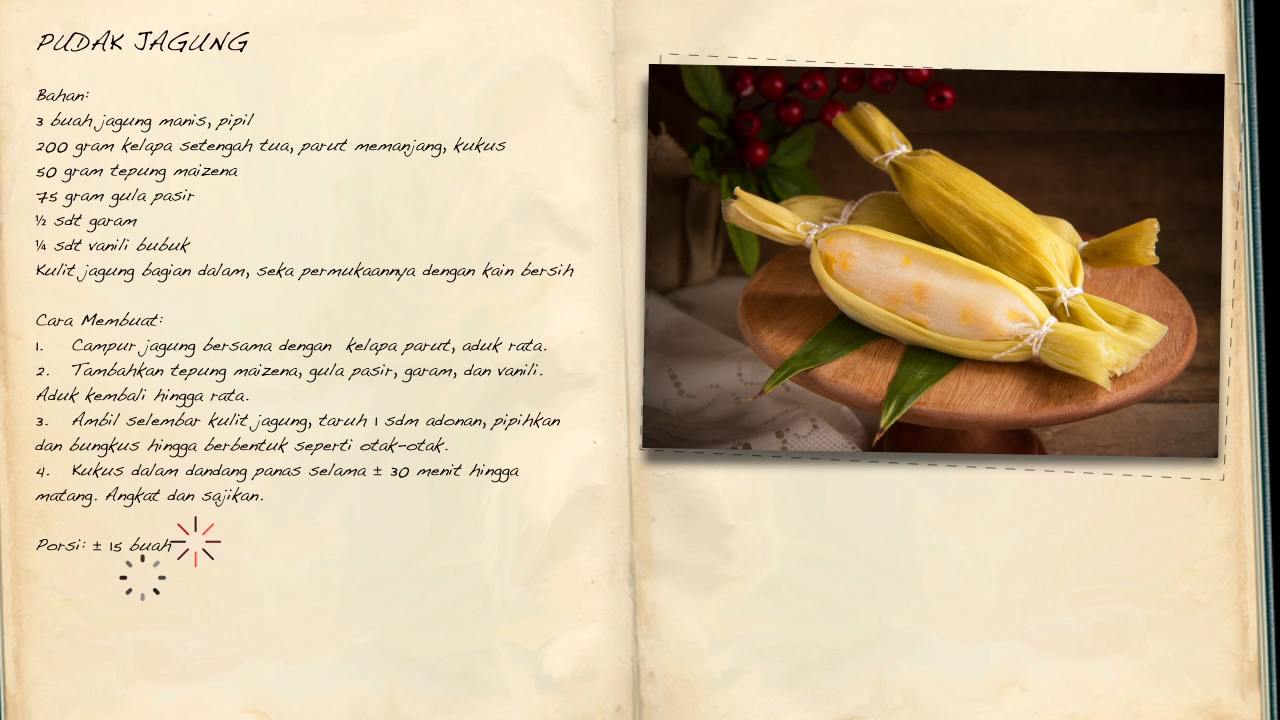 PUDAK JAGUNG
Bahan:
3 buah jagung manis, pipil
200 gram kelapa setengah tua, parut memanjang, kukus
50 gram tepung maizena
75 gram gula pasir
½ sdt garam
¼ sdt vanili bubuk
Kulit jagung bagian dalam, seka permukaannya dengan kain bersih
Cara Membuat:
1. Campur jagung bersama dengan kelapa parut, aduk rata.
2. Tambahkan tepung maizena, gula pasir, garam, dan vanili.
Aduk kembali hingga rata.
3. Ambil selembar kulit jagung, taruh 1 sdm adonan, pipihkan
dan bungkus hingga berbentuk seperti otak-otak.
4. Kukus dalam dandang panas selama ± 30 menit hingga
matang. Angkat dan sajikan.
Porsi: ± 15 buah